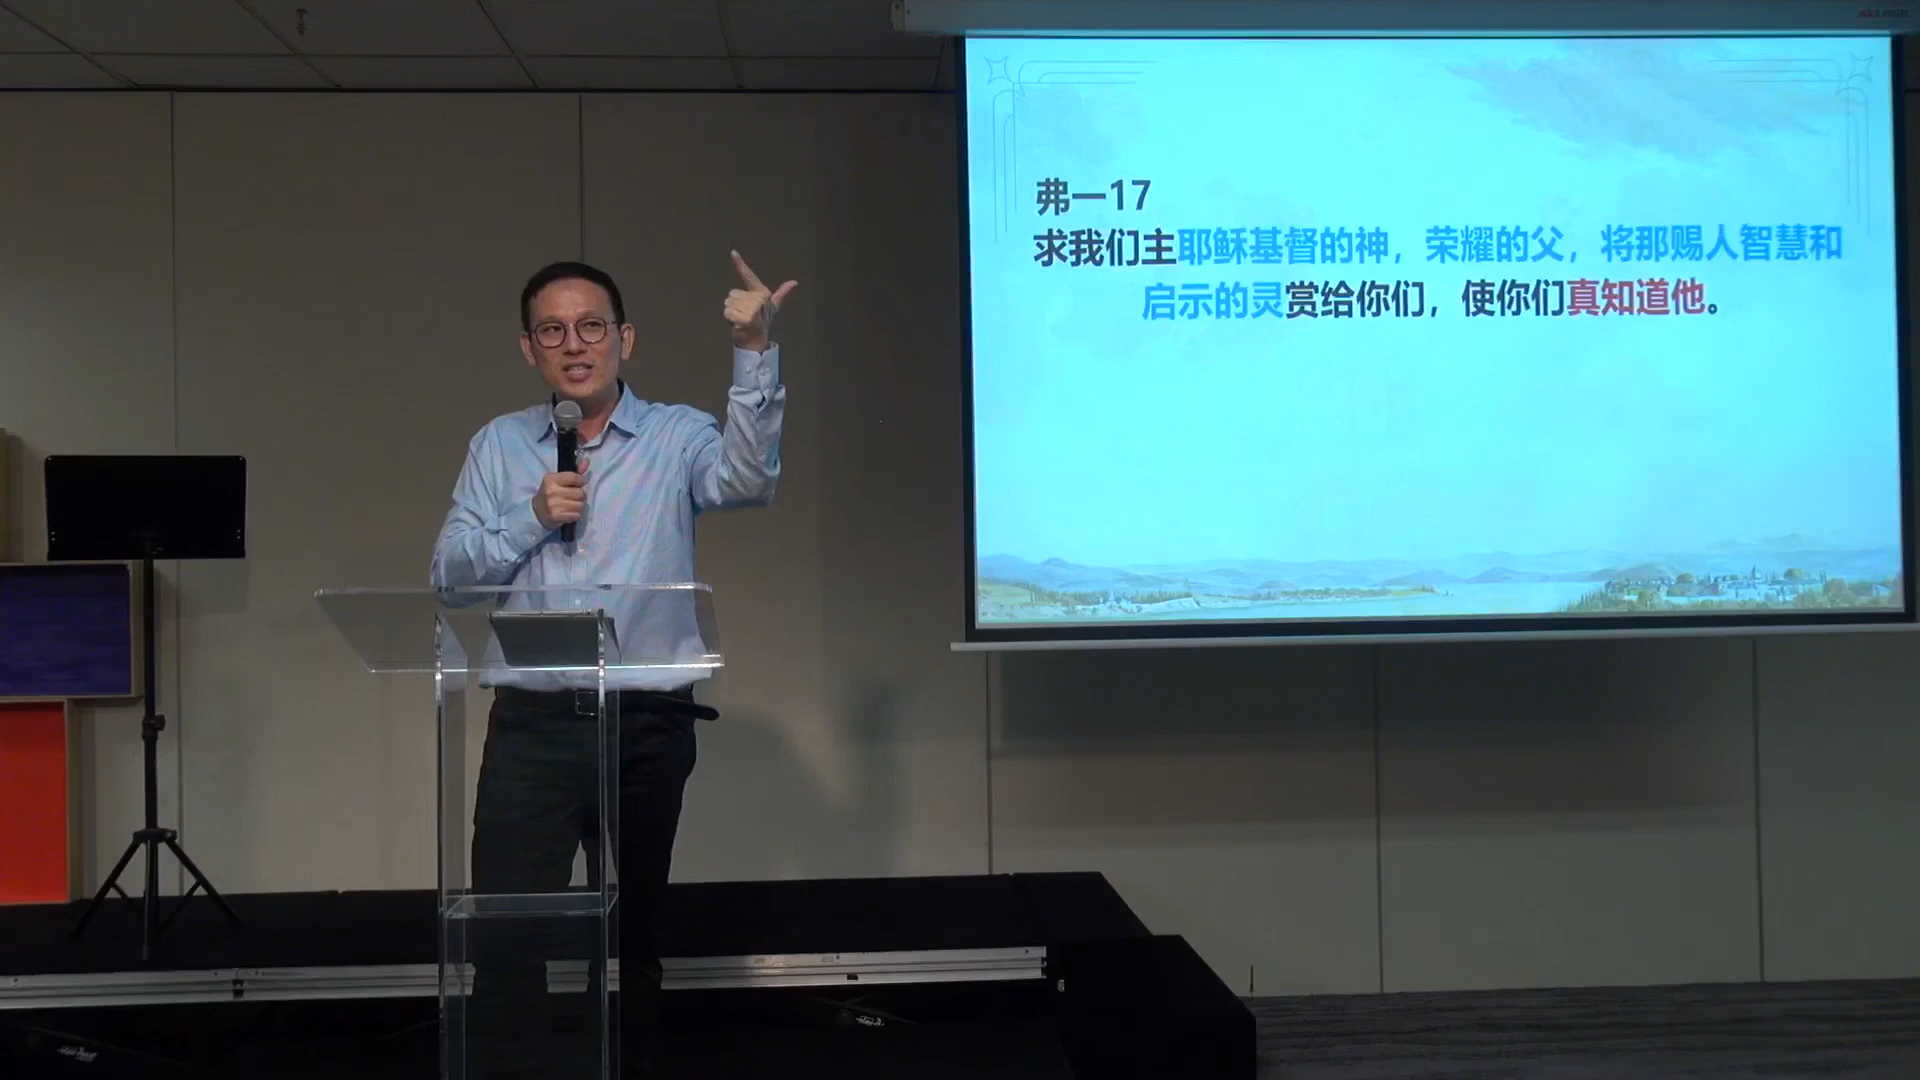 弗一17
求我们主耶稣基督的神，荣耀的父，将那赐人智慧和
启示的灵赏给你们，使你们真知道他。